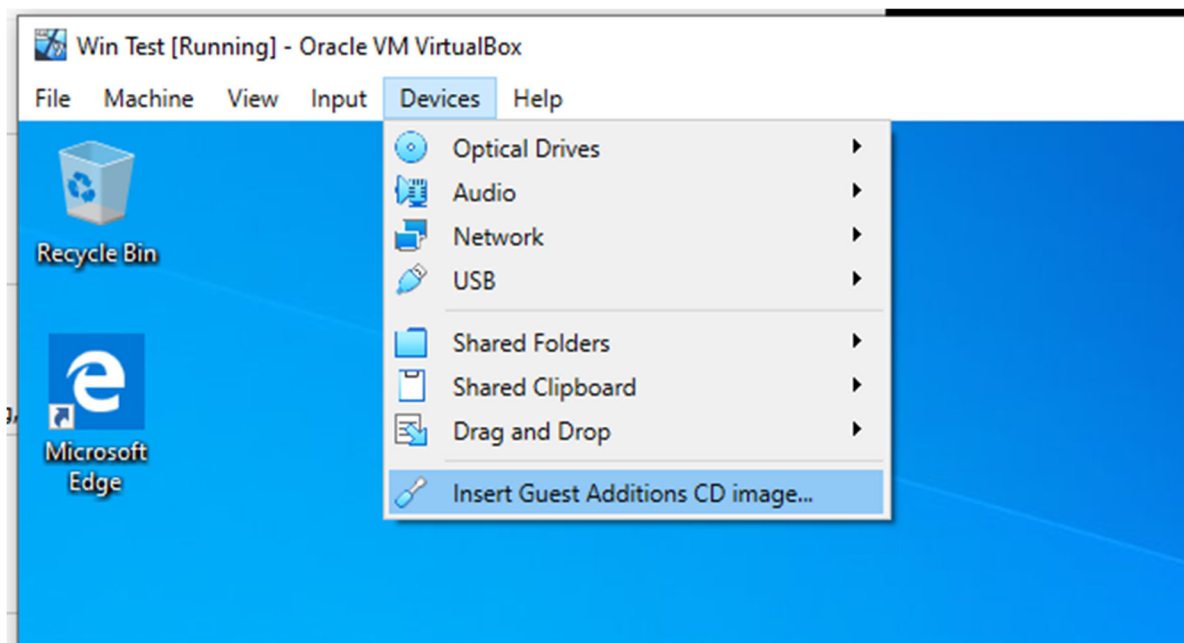 Win Test [Running] - Oracle VM VirtualBox
File Machine View Input Devices Help
Optical Drives
Audio
Network
USB
Shared Folders
Shared Clipboard
Drag and Drop
Insert Guest Additions CD image...
Recycle Bin
Microsoft
Edge